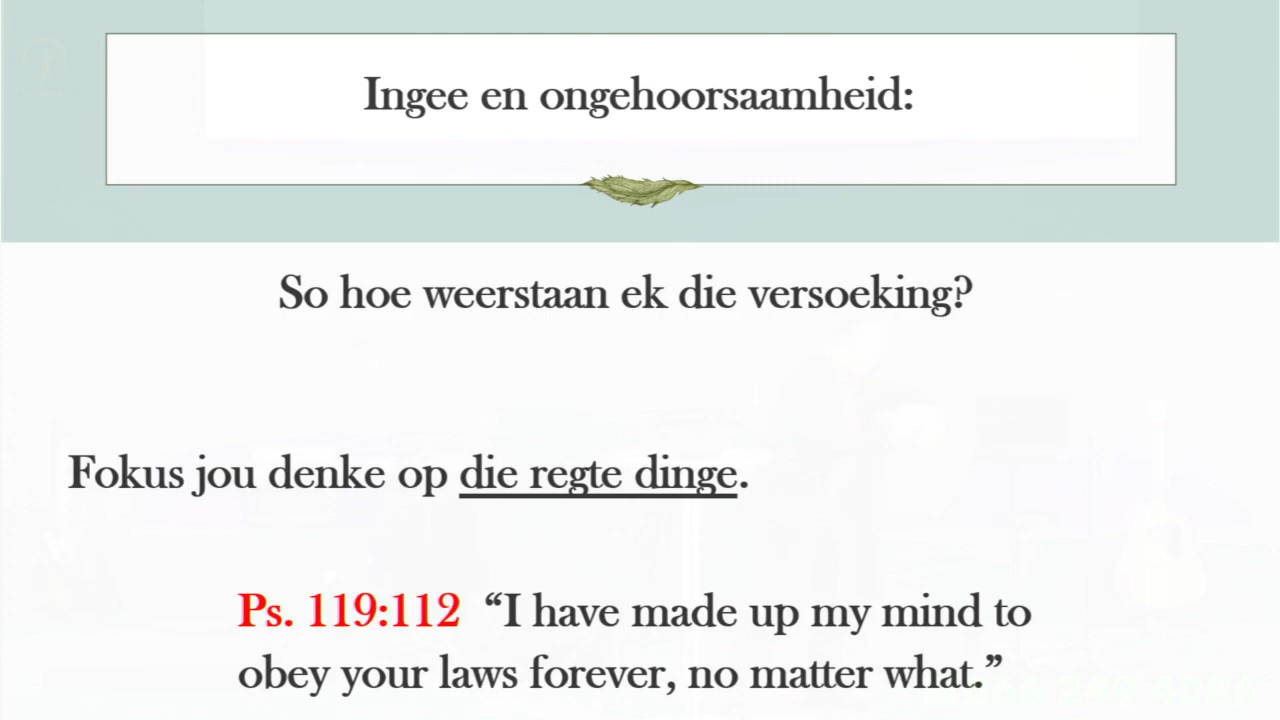 Ingee en ongehoorsaamheid:
So hoe weerstaan ek die versoeking?
Fokus jou denke op die regte dinge.
Ps. 119:112 “I have made up my mind to
obey your laws forever, no matter what.”